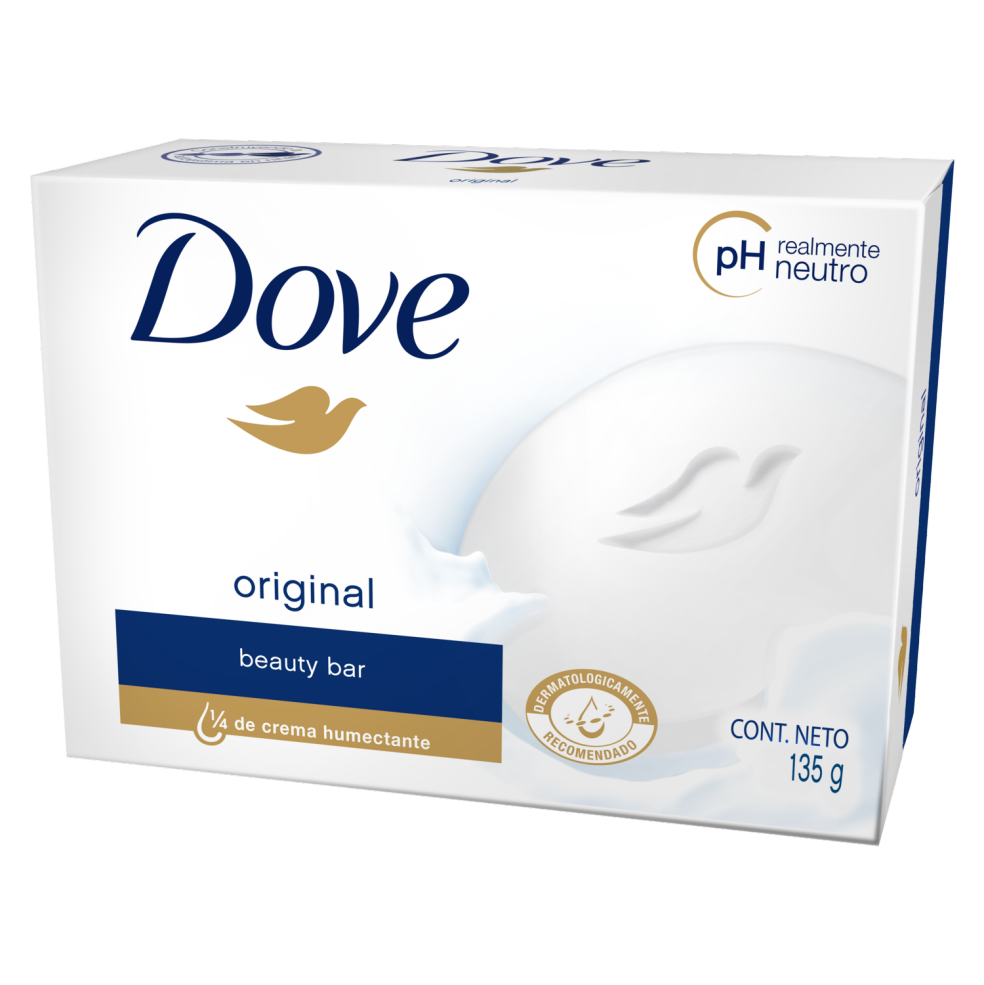 Dove
original
Dove
pH realmente
neutro
original
original
beauty bar
1/4 de crema humectante
DERMATOLOGICAMENTE
RECOMENDADO
CONT. NETO
135 g